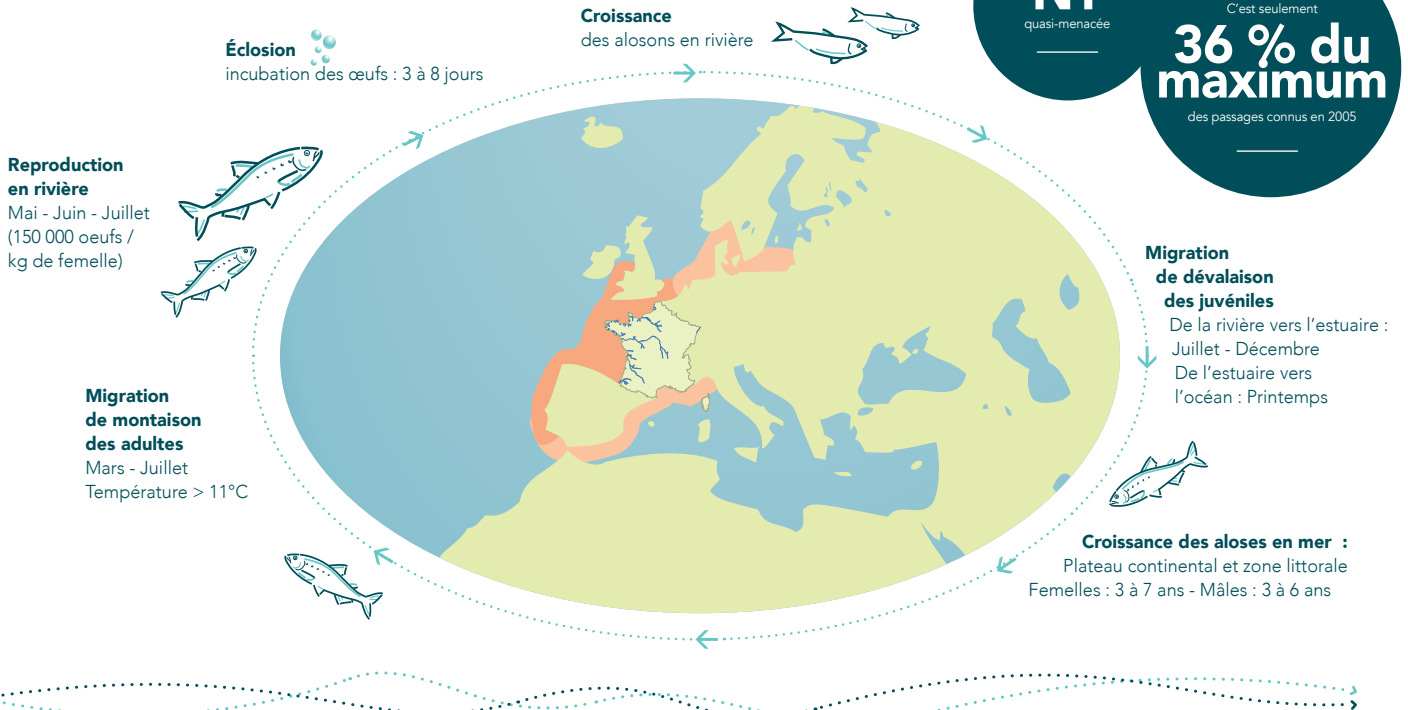 Croissance
des alosons en rivière
Éclosion
incubation des œufs : 3 à 8 jours
quasi-menacée
C'est seulement
36 % du
maximum
des passages connus en 2005
Reproduction
en rivière
Mai - Juin - Juillet
(150 000 oeufs /
kg de femelle)
Migration
de dévalaison
des juvéniles
De la rivière vers l'estuaire :
Juillet - Décembre
De l'estuaire vers
l'océan : Printemps
Migration
de montaison
des adultes
Mars - Juillet
Température > 11°C
Croissance des aloses en mer :
Plateau continental et zone littorale
Femelles : 3 à 7 ans - Mâles : 3 à 6 ans